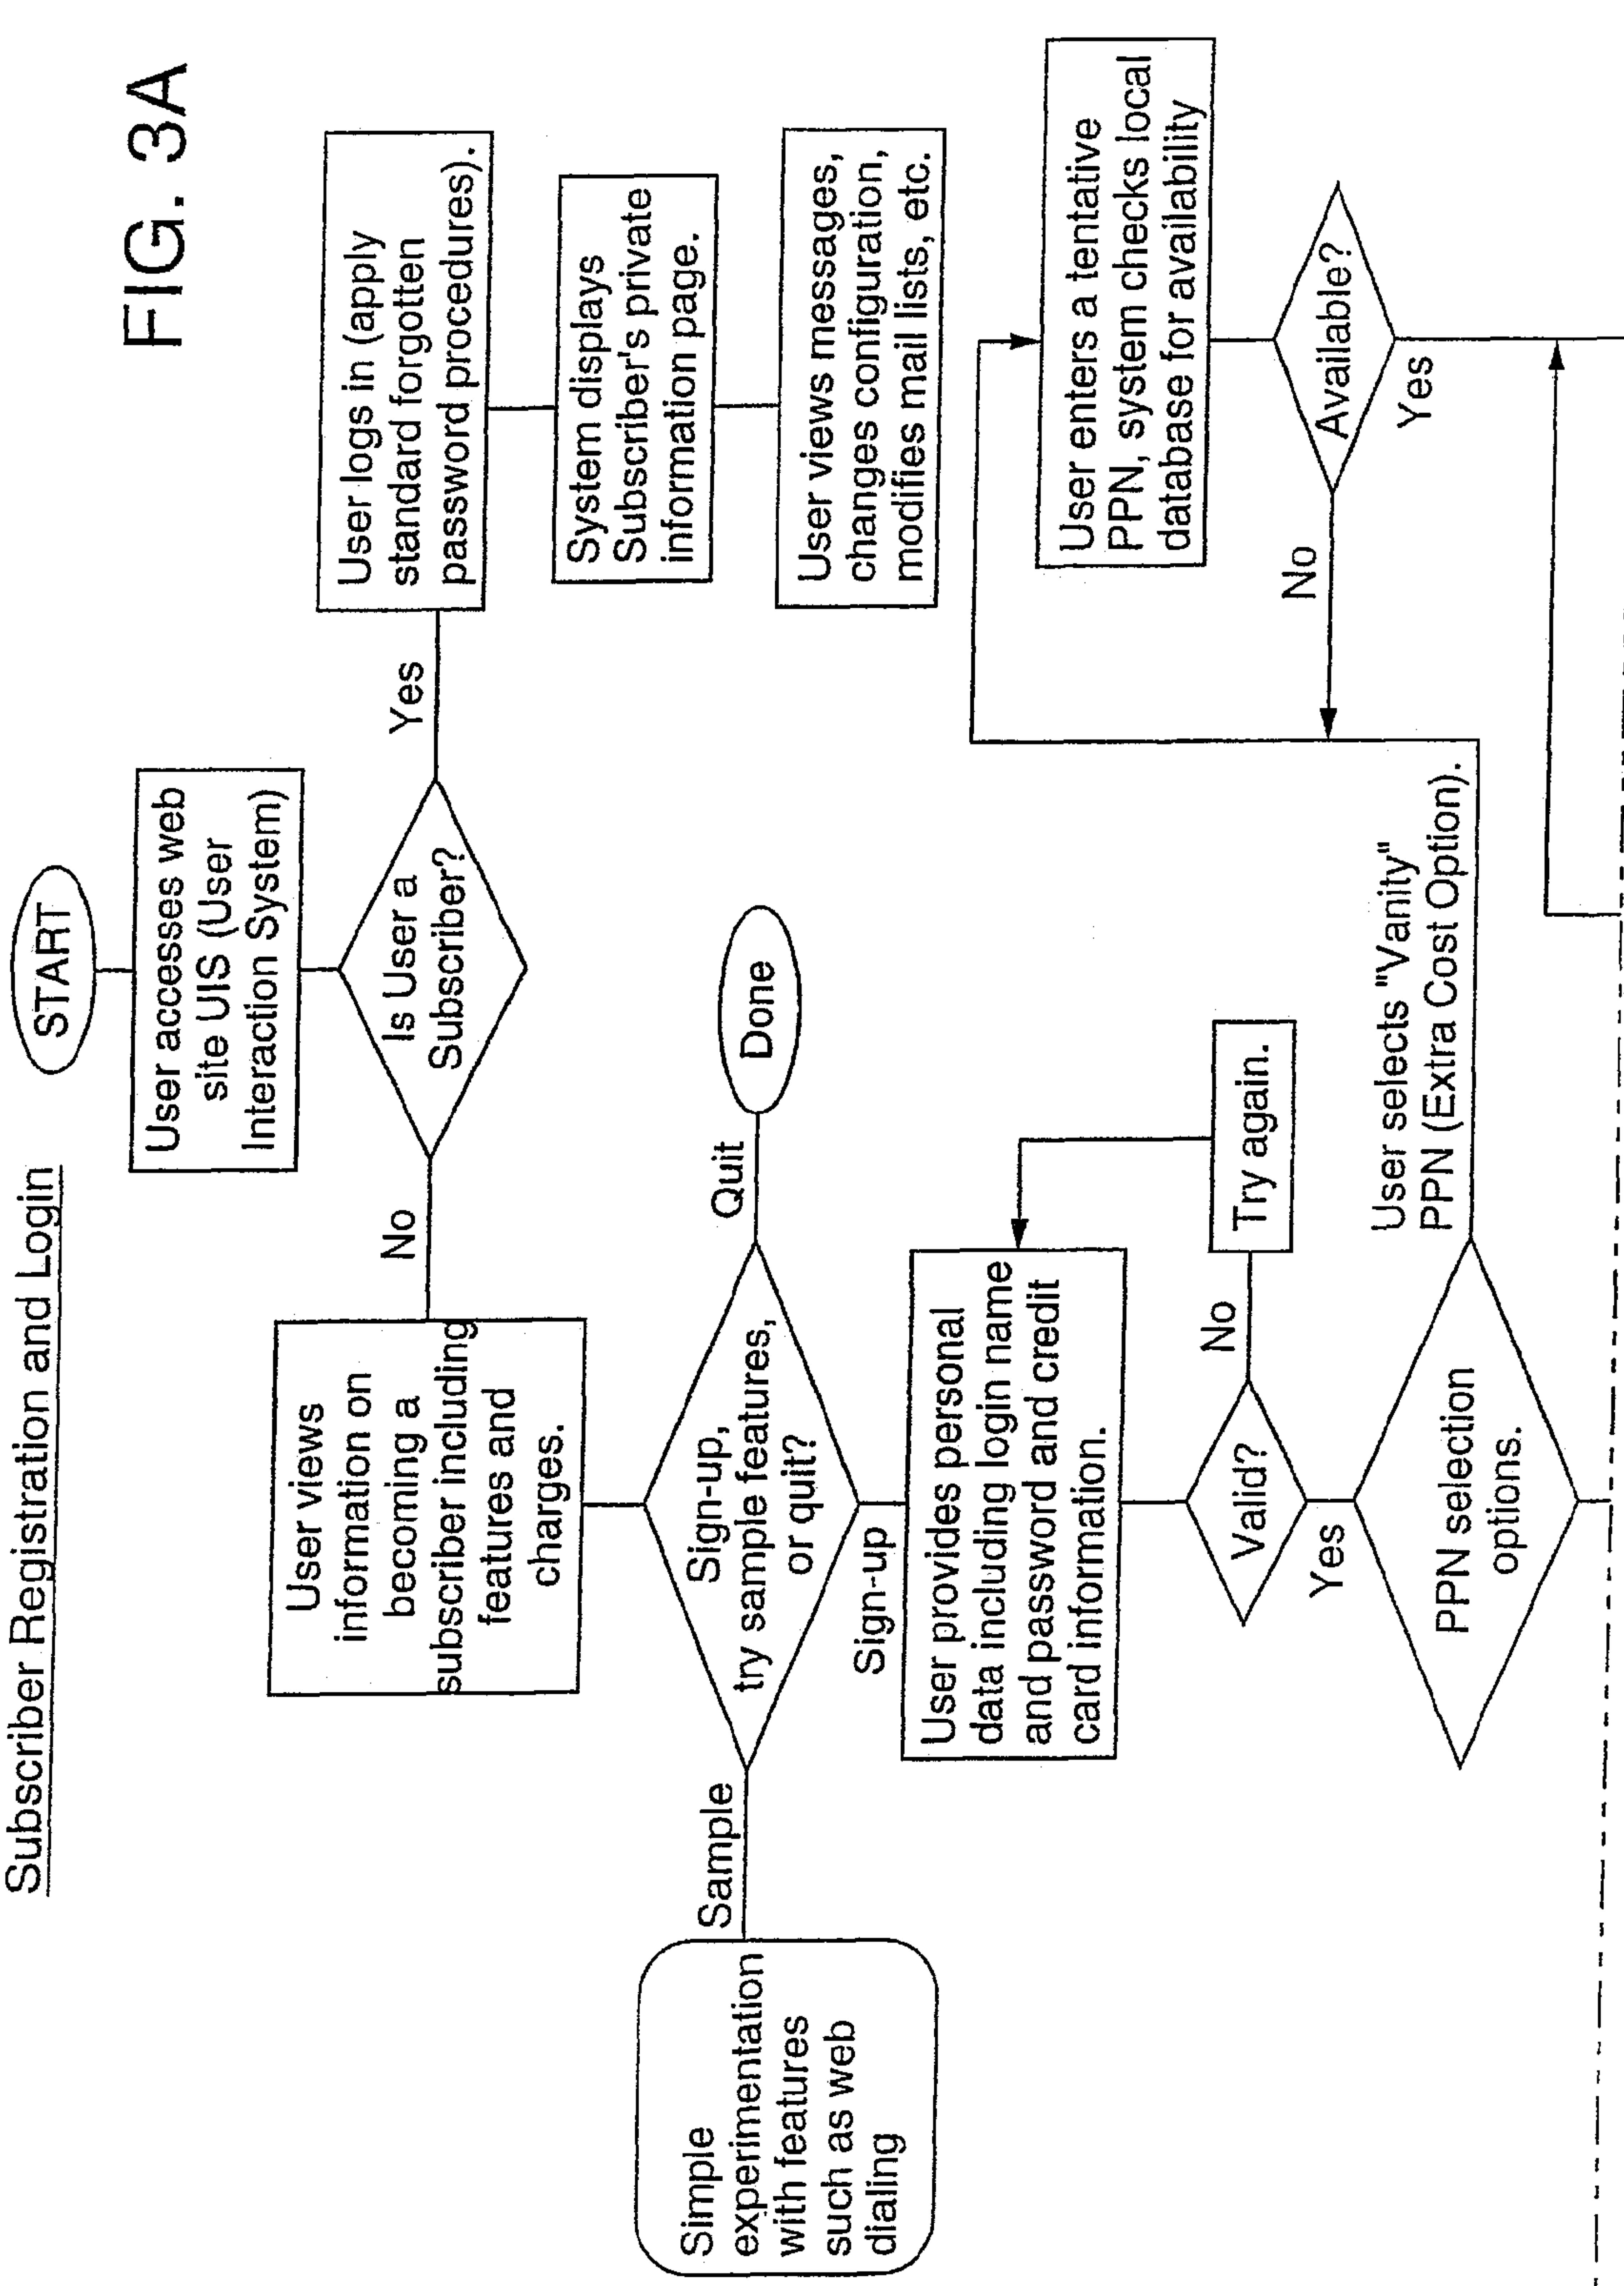 FIG. 3A
Subscriber Registration and Login
START
User accesses web
site UIS (User
Interaction System)
Is User a
Subscriber?
No
Yes
User views
information on
becoming a
subscriber including
features and
charges.
User logs in (apply
standard forgotten
password procedures).
System displays
Subscriber's private
information page.
User views messages,
changes configuration,
modifies mail lists, etc.
Sign-up,
try sample features,
or quit?
Sample
Quit
Done
Simple
experimentation
with features
such as web
dialing
Sign-up
User provides personal
data including login name
and password and credit
card information.
Valid?
No
Try again.
Yes
PPN selection
options.
User selects "Vanity"
PPN (Extra Cost Option).
User enters a tentative
PPN, system checks local
database for availability
Available?
No
Yes